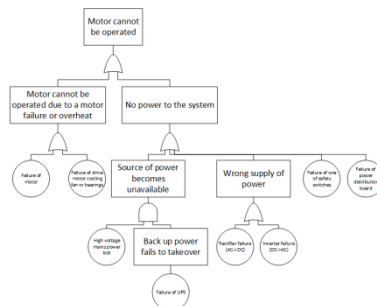 Motor cannot
be operated
Motor cannot be
operated due to a motor
failure or overheat
No power to the system
Failure of
motor
Failure of drive
motor cooling
fan or bearings
Source of power
becomes
unavailable
Wrong supply of
power
Failure of one
of safety
switches
Failure of
power
distribution
board
High voltage
mains power
lost
Back up power
fails to takeover
Rectifier failure
(AC->DC)
Inverter failure
(DC->AC)
Failure of UPS